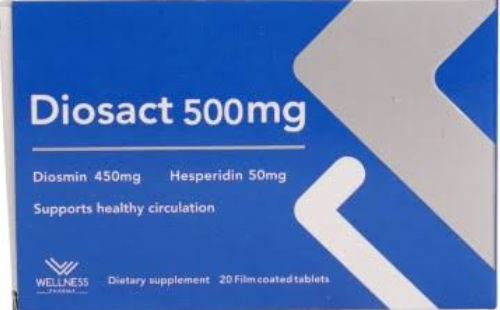 Diosact 500mg
Diosmin 450mg Hesperidin 50mg
Supports healthy circulation
WELLNESS
Dietary supplement 20 Film coated tablets